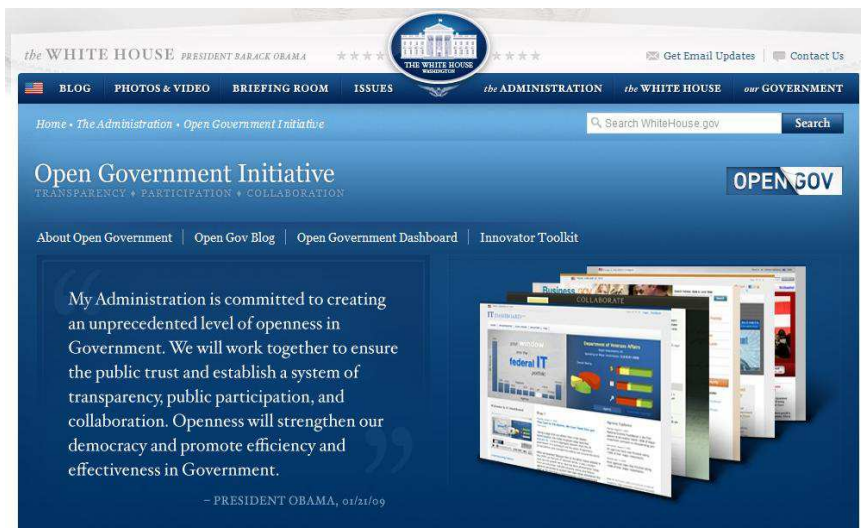 the WHITE HOUSE PRESIDENT BARACK OBAMA
THE WHITE HOUSE
WASHINGTON
Get Email Updates
Contact Us
BLOG
PHOTOS & VIDEO
BRIEFING ROOM
ISSUES
the ADMINISTRATION
the WHITE HOUSE
our GOVERNMENT
Home • The Administration • Open Government Initiative
Search WhiteHouse.gov
Search
Open Government Initiative
TRANSPARENCY ♦ PARTICIPATION ♦ COLLABORATION
OPEN GOV
About Open Government
Open Gov Blog
Open Government Dashboard
Innovator Toolkit
“
My Administration is committed to creating
an unprecedented level of openness in
Government. We will work together to ensure
the public trust and establish a system of
transparency, public participation, and
collaboration. Openness will strengthen our
democracy and promote efficiency and
effectiveness in Government.
”
– PRESIDENT OBAMA, 01/21/09
COLLABORATE
IT
federal IT
Department of Veterans Affairs